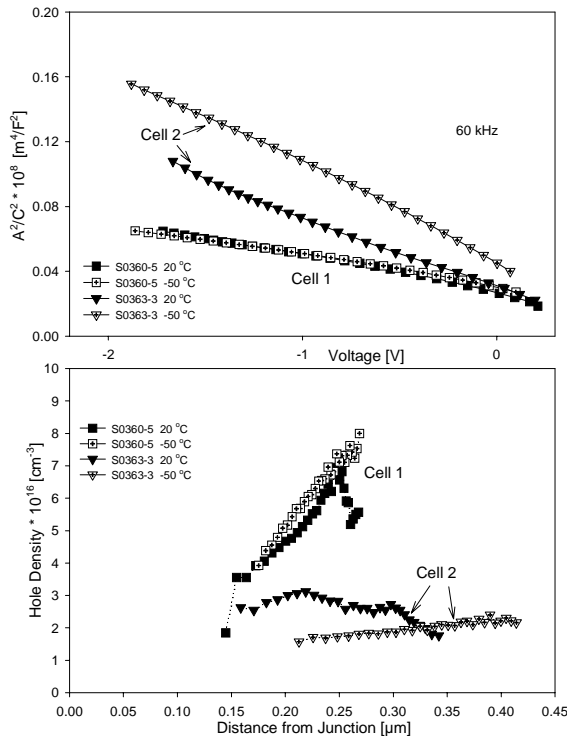 0.20
0.16
0.12
0.08
0.04
0.00
A²/C² * 10⁸ [m⁴/F²]
60 kHz
Cell 2
Cell 1
S0360-5 20 °C
S0360-5 -50 °C
S0363-3 20 °C
S0363-3 -50 °C
-2 -1 0
Voltage [V]
10
9
8
7
6
5
4
3
2
1
0
Hole Density * 10¹⁶ [cm⁻³]
S0360-5 20 °C
S0360-5 -50 °C
S0363-3 20 °C
S0363-3 -50 °C
Cell 1
Cell 2
0.00 0.05 0.10 0.15 0.20 0.25 0.30 0.35 0.40 0.45
Distance from Junction [µm]